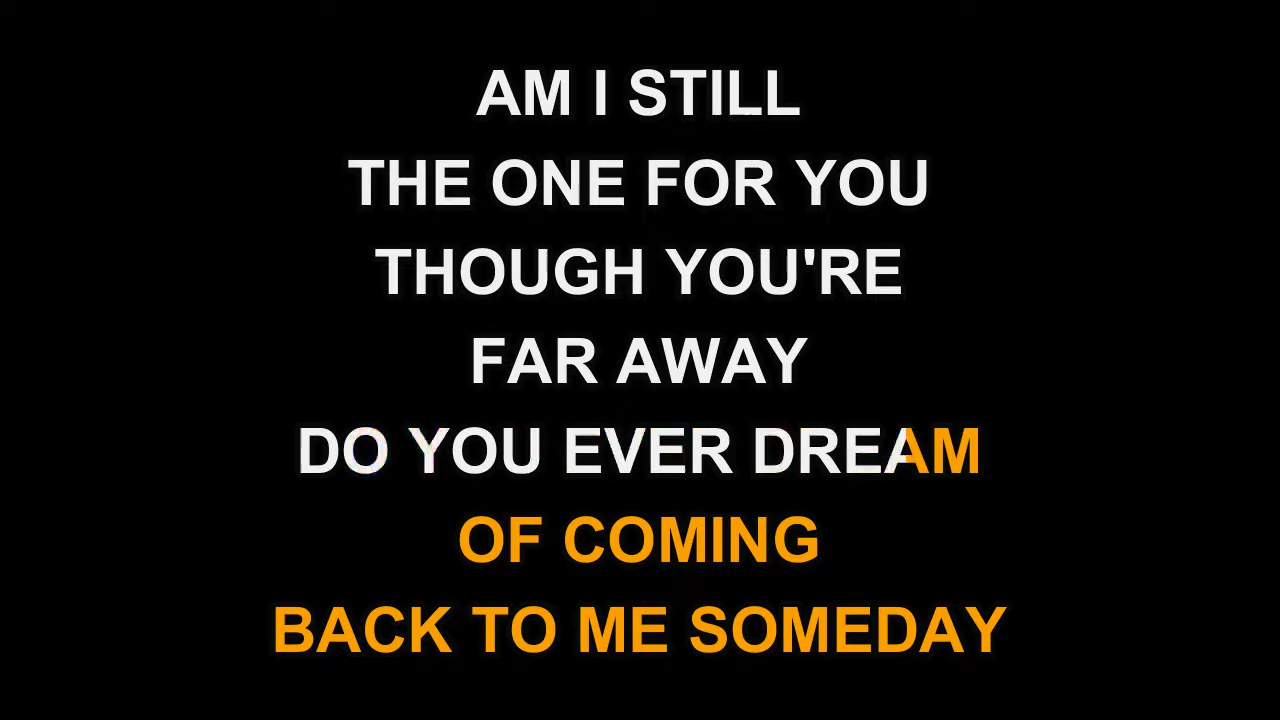 AM I STILL
THE ONE FOR YOU
THOUGH YOU'RE
FAR AWAY
DO YOU EVER DREAM
OF COMING
BACK TO ME SOMEDAY